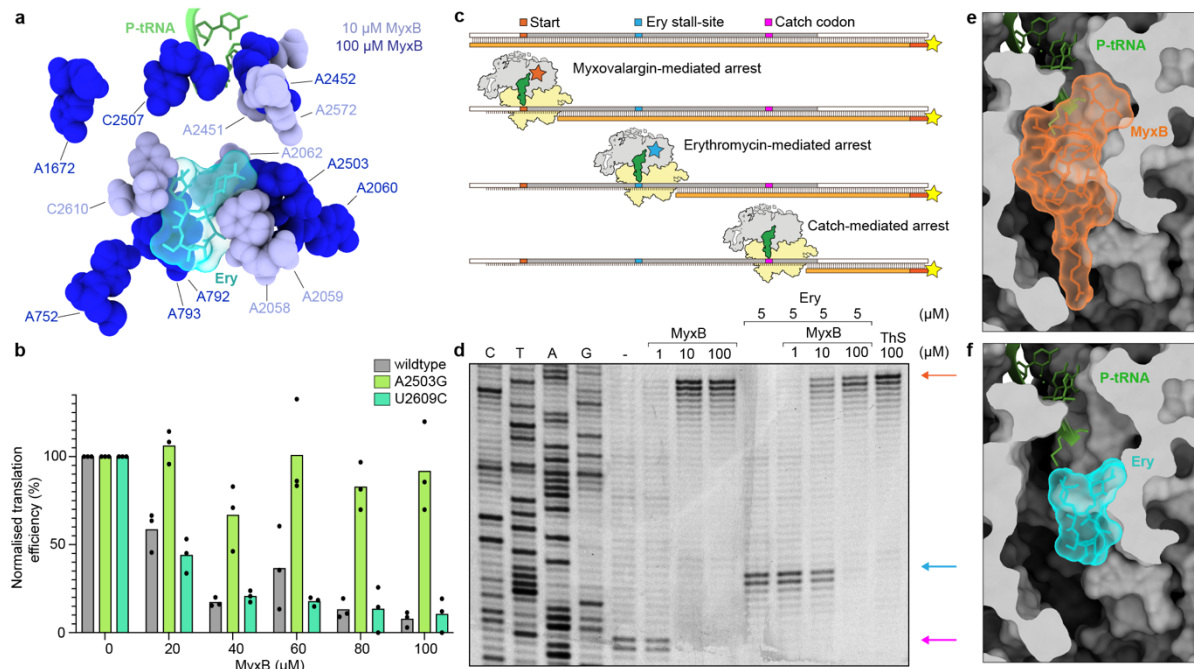 a
P-tRNA
10 µM MyxB
100 µM MyxB
A2452
C2507
A2572
A2451
A1672
A2062
A2503
A2060
C2610
Ery
A792
A2059
A752
A793
A2058
b
wildtype
A2503G
U2609C
Normalised translation
efficiency (%)
100
50
0
0 20 40 60 80 100
MyxB (µM)
c
Start
Ery stall-site
Catch codon
Myxovalargin-mediated arrest
Erythromycin-mediated arrest
Catch-mediated arrest
d
Ery
5 5 5 5 (µM)
MyxB MyxB ThS
C T A G - 1 10 100 1 10 100 100 (µM)
e
P-tRNA
MyxB
f
P-tRNA
Ery